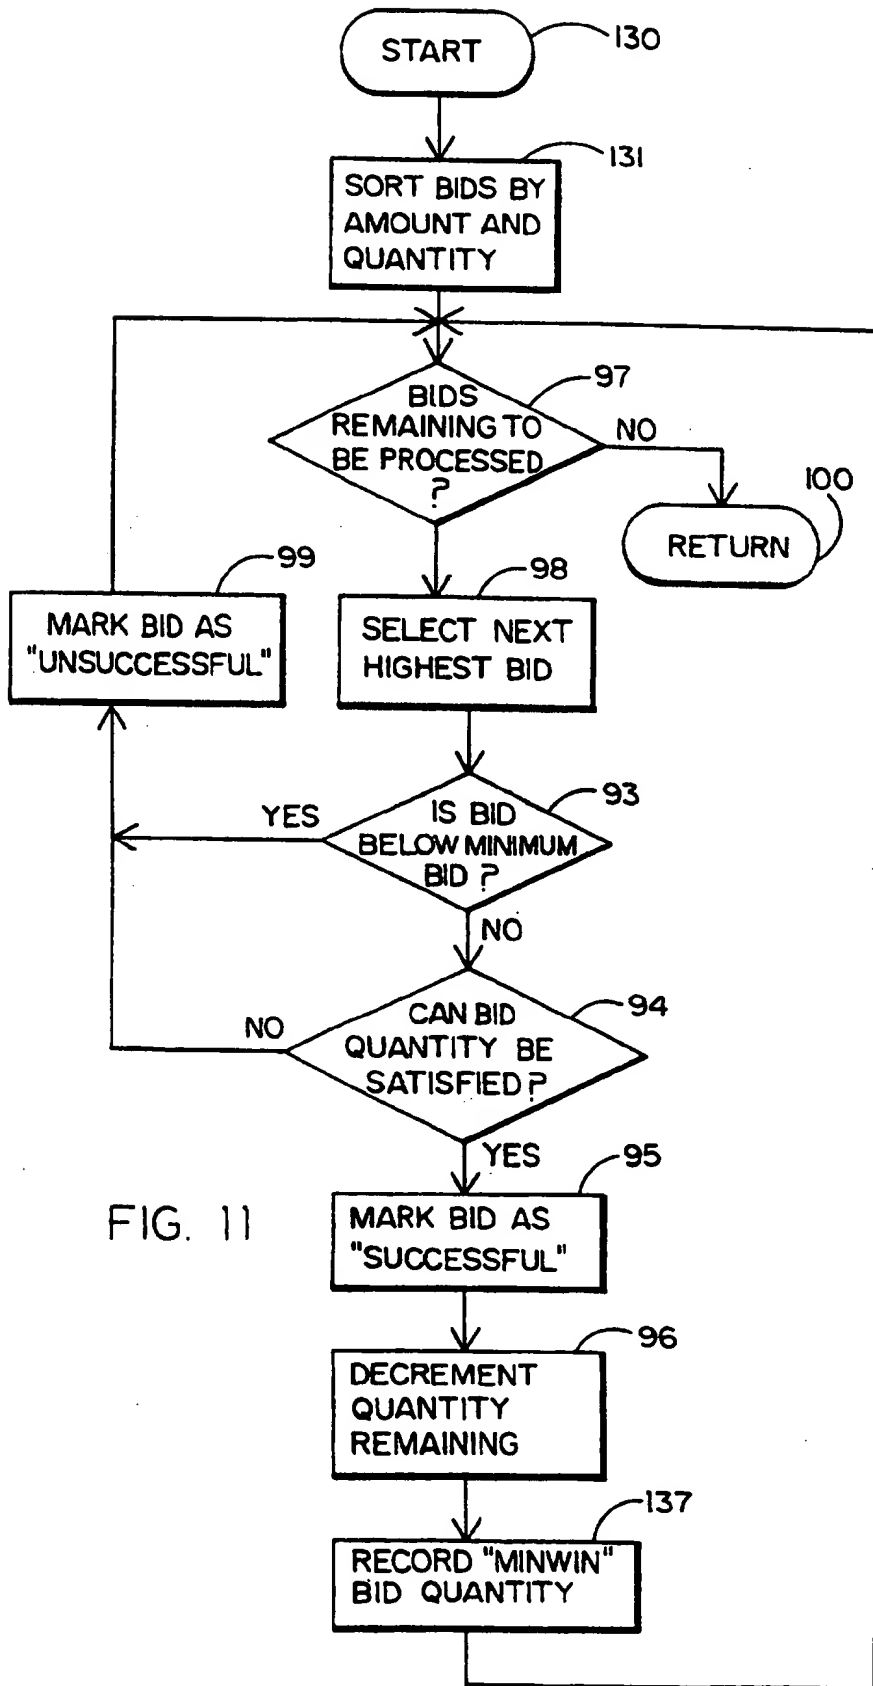 START
130
131
SORT BIDS BY
AMOUNT AND
QUANTITY
97
BIDS
REMAINING TO
BE PROCESSED
?
NO
100
RETURN
99
MARK BID AS
"UNSUCCESSFUL"
98
SELECT NEXT
HIGHEST BID
93
YES
IS BID
BELOW MINIMUM
BID ?
NO
94
NO
CAN BID
QUANTITY BE
SATISFIED ?
YES
95
MARK BID AS
"SUCCESSFUL"
FIG. 11
96
DECREMENT
QUANTITY
REMAINING
137
RECORD "MINWIN"
BID QUANTITY